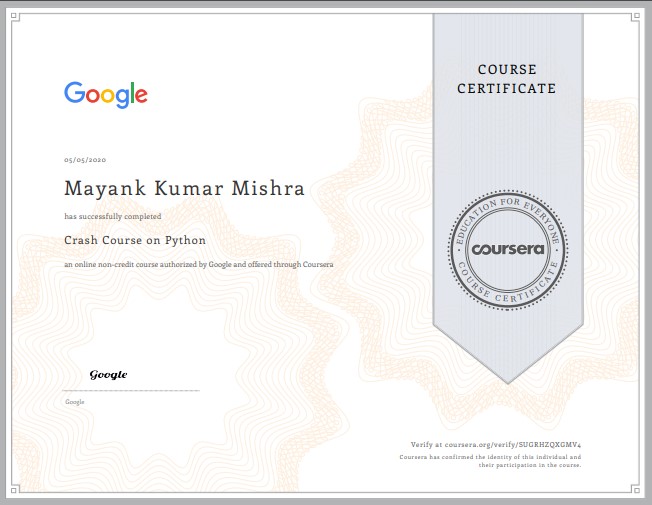 COURSE
CERTIFICATE
Google
05/05/2020
Mayank Kumar Mishra
has successfully completed
Crash Course on Python
an online non-credit course authorized by Google and offered through Coursera
EDUCATION FOR EVERYONE
coursera
COURSE CERTIFICATE
Google
Google
Verify at coursera.org/verify/SUGRHZQXGMV4
Coursera has confirmed the identity of this individual and
their participation in the course.